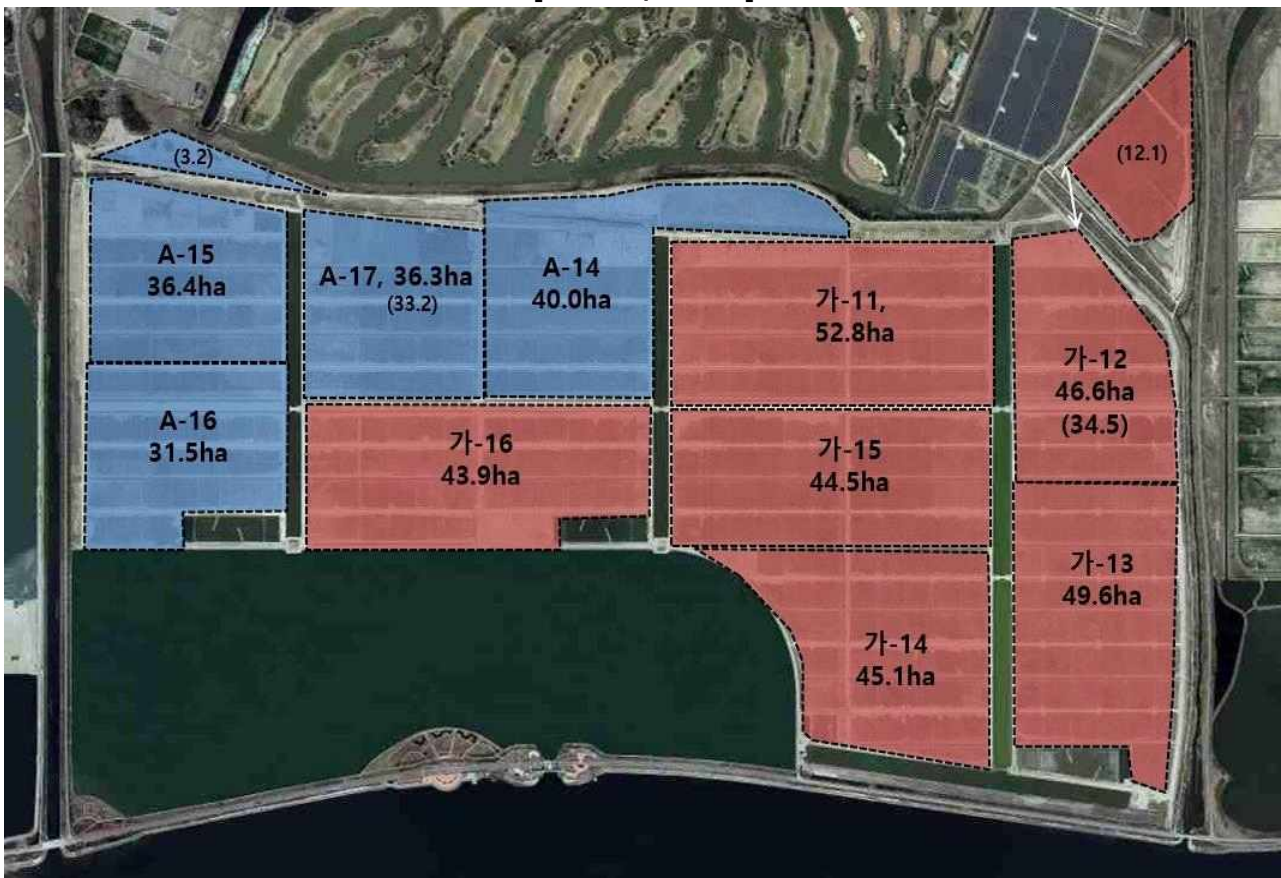 (3.2)
(12.1)
A-15
36.4ha
A-17, 36.3ha
(33.2)
A-14
40.0ha
가-11,
52.8ha
가-12
46.6ha
(34.5)
A-16
31.5ha
가-16
43.9ha
가-15
44.5ha
가-13
49.6ha
가-14
45.1ha